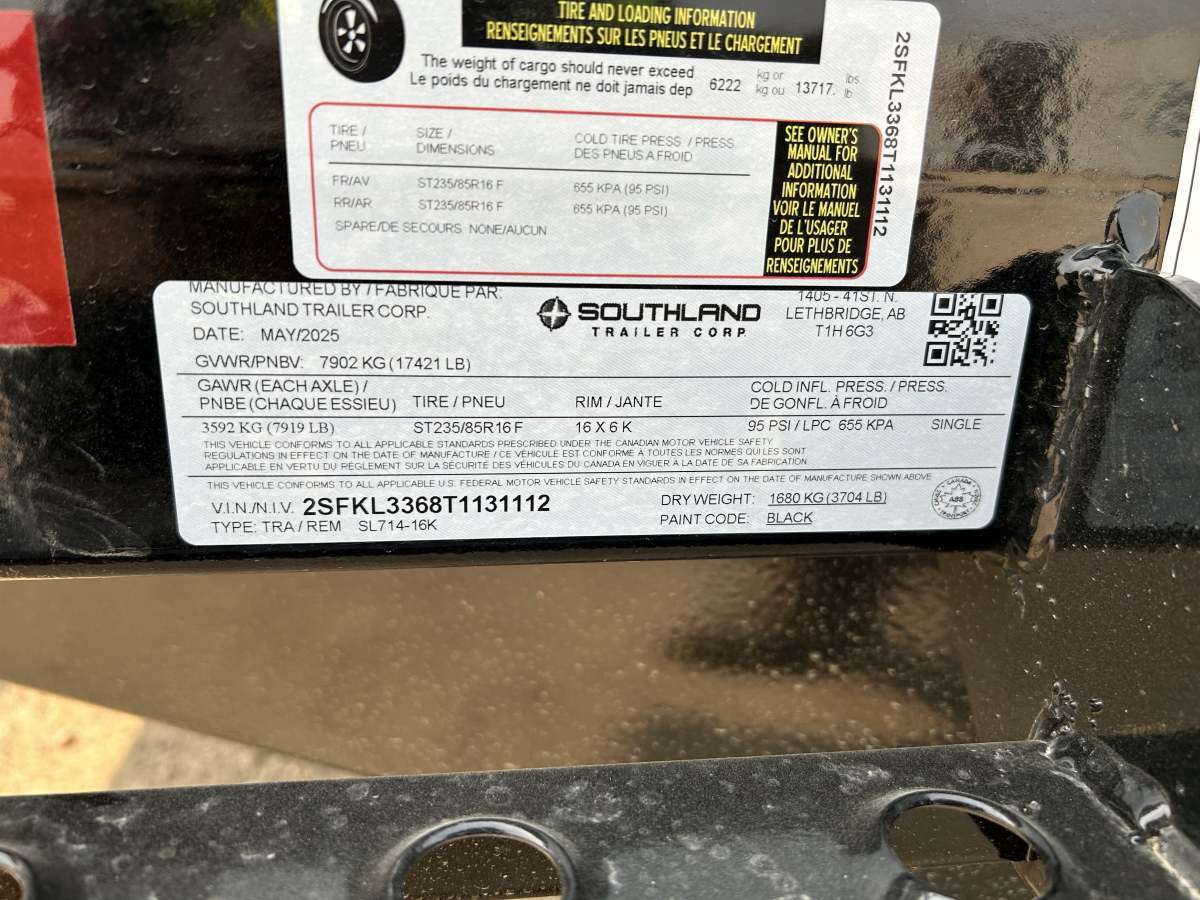 TIRE AND LOADING INFORMATION
RENSEIGNEMENTS SUR LES PNEUS ET LE CHARGEMENT
The weight of cargo should never exceed
Le poids du chargement ne doit jamais dep
6222 kg or 13717. lbs
kg ou lb
2SFKL3368T1131112
TIRE / SIZE / COLD TIRE PRESS. / PRESS.
PNEU DIMENSIONS DES PNEUS A FROID
FR/AV ST235/85R16 F 655 KPA (95 PSI)
RR/AR ST235/85R16 F 655 KPA (95 PSI)
SPARE/DE SECOURS NONE/AUCUN
SEE OWNER'S
MANUAL FOR
ADDITIONAL
INFORMATION
VOIR LE MANUEL
DE L'USAGER
POUR PLUS DE
RENSEIGNEMENTS
MANUFACTURED BY / FABRIQUE PAR:
SOUTHLAND TRAILER CORP.
DATE: MAY/2025
SOUTHLAND
TRAILER CORP
1405 - 41ST. N.
LETHBRIDGE, AB
T1H 6G3
GVWR/PNBV: 7902 KG (17421 LB)
GAWR (EACH AXLE) / COLD INFL. PRESS. / PRESS.
PNBE (CHAQUE ESSIEU) TIRE / PNEU RIM / JANTE DE GONFL. À FROID
3592 KG (7919 LB) ST235/85R16 F 16 X 6 K 95 PSI / LPC 655 KPA SINGLE
THIS VEHICLE CONFORMS TO ALL APPLICABLE STANDARDS PRESCRIBED UNDER THE CANADIAN MOTOR VEHICLE SAFETY
REGULATIONS IN EFFECT ON THE DATE OF MANUFACTURE / CE VÉHICULE EST CONFORME À TOUTES LES NORMES QUI LES SONT
APPLICABLE EN VERTU DU RÈGLEMENT SUR LA SÉCURITÉ DES VÉHICULES DU CANADA EN VIGUER À LA DATE DE SA FABRICATION
THIS VEHICLE CONFORMS TO ALL APPLICABLE U.S. FEDERAL MOTOR VEHICLE SAFETY STANDARDS IN EFFECT ON THE DATE OF MANUFACTURE SHOWN ABOVE
V.I.N./N.I.V. 2SFKL3368T1131112 DRY WEIGHT: 1680 KG (3704 LB)
TYPE: TRA / REM SL714-16K PAINT CODE: BLACK
CANADA
TRANSPORT